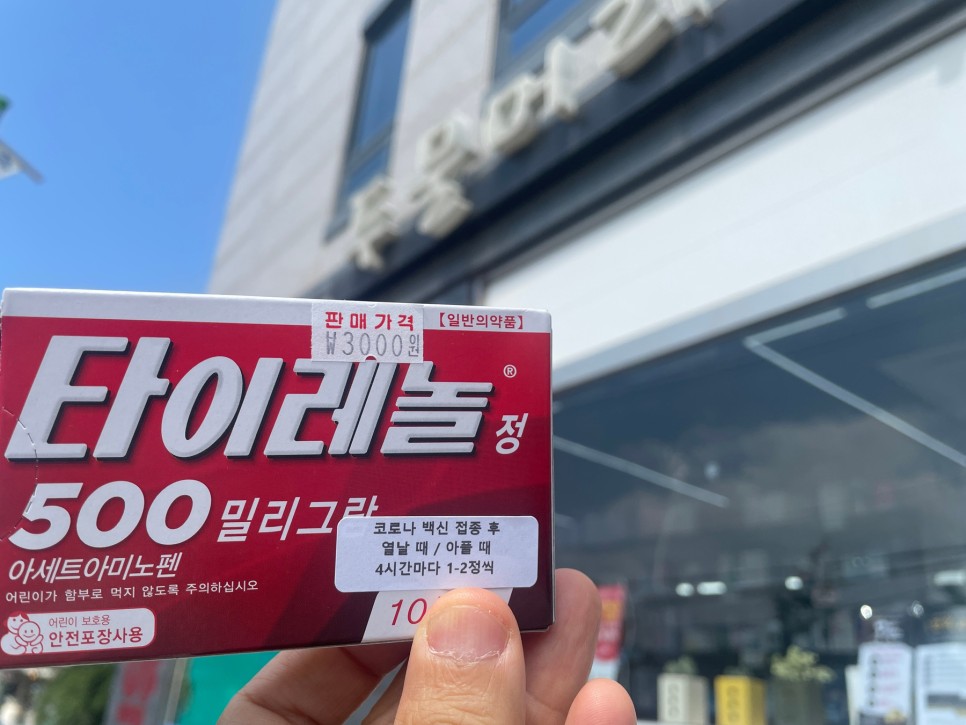 판매가격
₩3000원
【일반의약품】
타이레놀® 정
500 밀리그람
아세트아미노펜
어린이가 함부로 먹지 않도록 주의하십시오
어린이 보호용
안전포장사용
코로나 백신 접종 후
열날 때 / 아플 때
4시간마다 1-2정씩
10